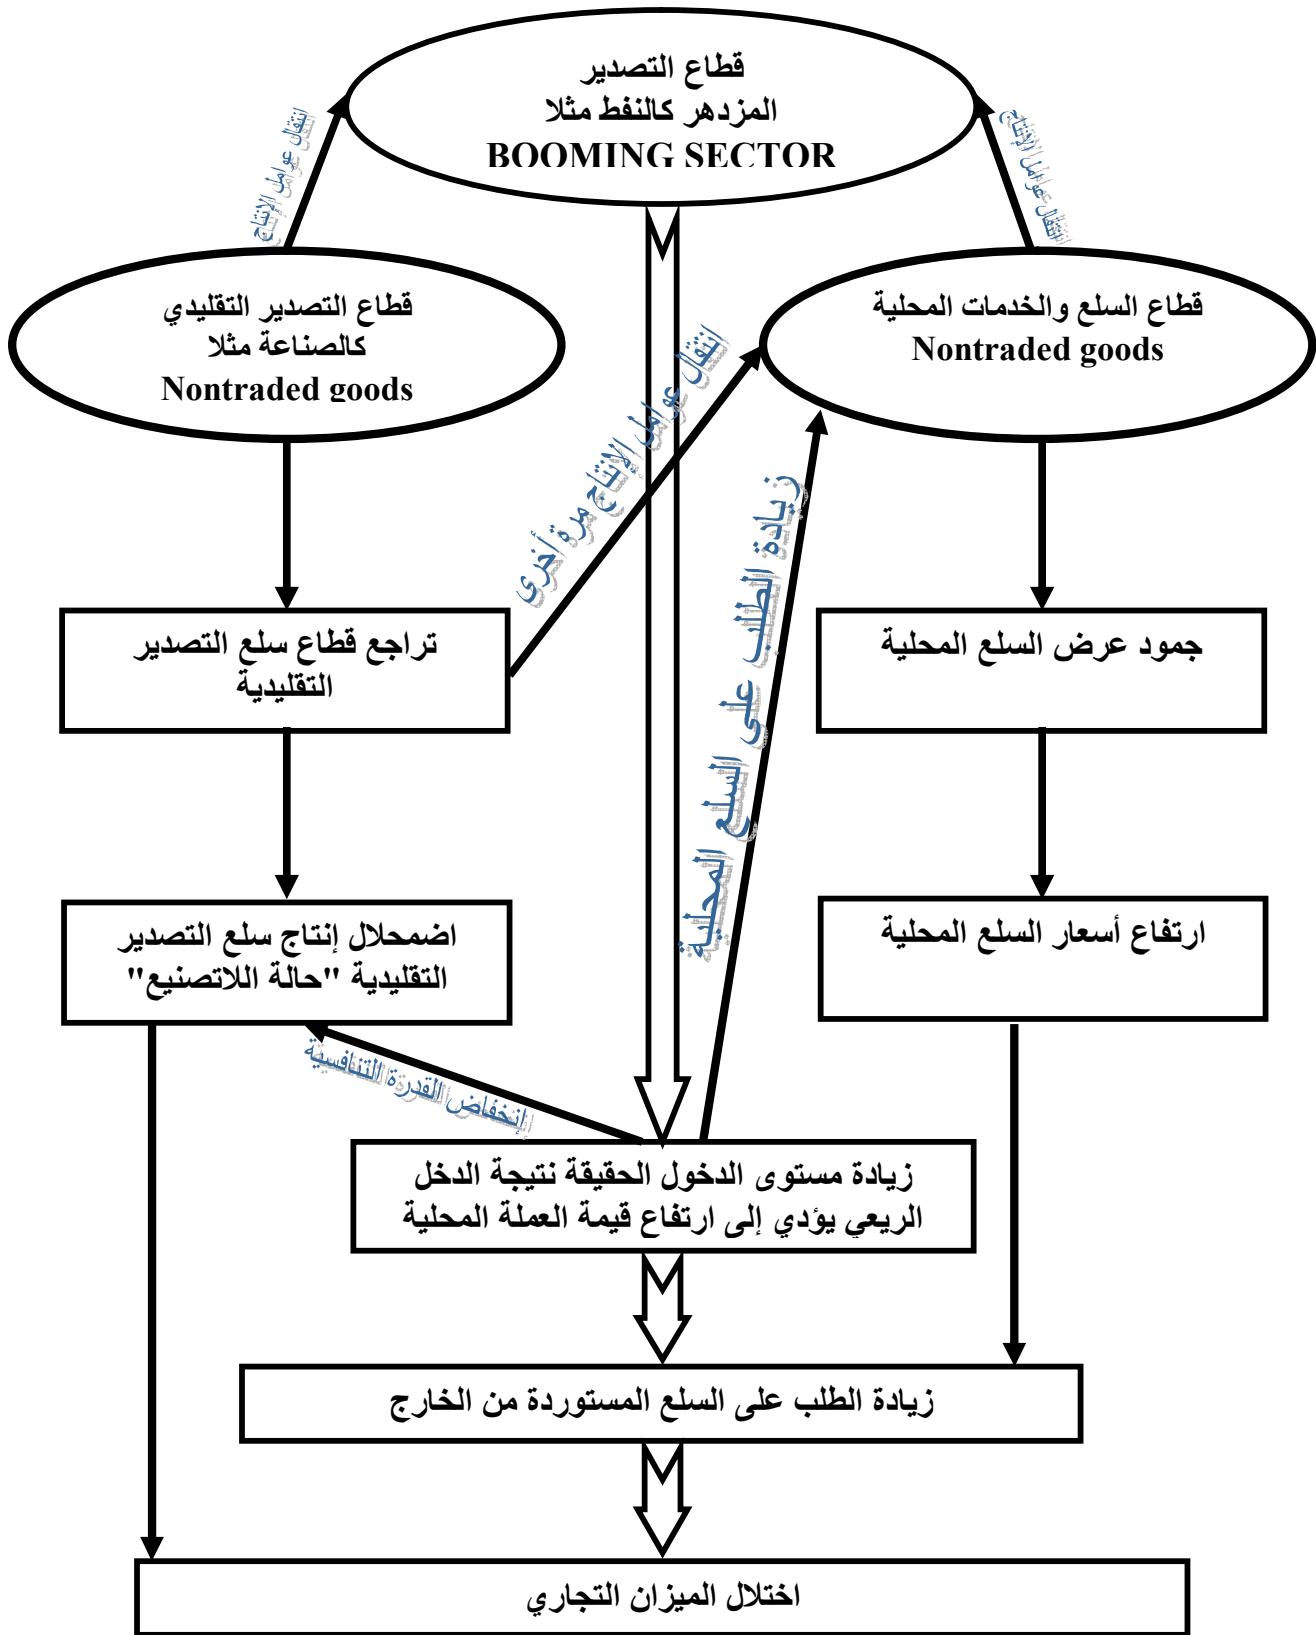 قطاع التصدير
المزدهر كالنفط مثلا
BOOMING SECTOR
انتقال عوامل الإنتاج
انتقال عوامل الإنتاج
قطاع السلع والخدمات المحلية
Nontraded goods
قطاع التصدير التقليدي
كالصناعة مثلا
Nontraded goods
انتقال عوامل الإنتاج مرة أخرى
زيادة الطلب على السلع المحلية
جمود عرض السلع المحلية
تراجع قطاع سلع التصدير
التقليدية
ارتفاع أسعار السلع المحلية
اضمحلال إنتاج سلع التصدير
التقليدية "حالة اللاتصنيع"
إنخفاض القدرة التنافسية
زيادة مستوى الدخول الحقيقة نتيجة الدخل
الريعي يؤدي إلى ارتفاع قيمة العملة المحلية
زيادة الطلب على السلع المستوردة من الخارج
اختلال الميزان التجاري